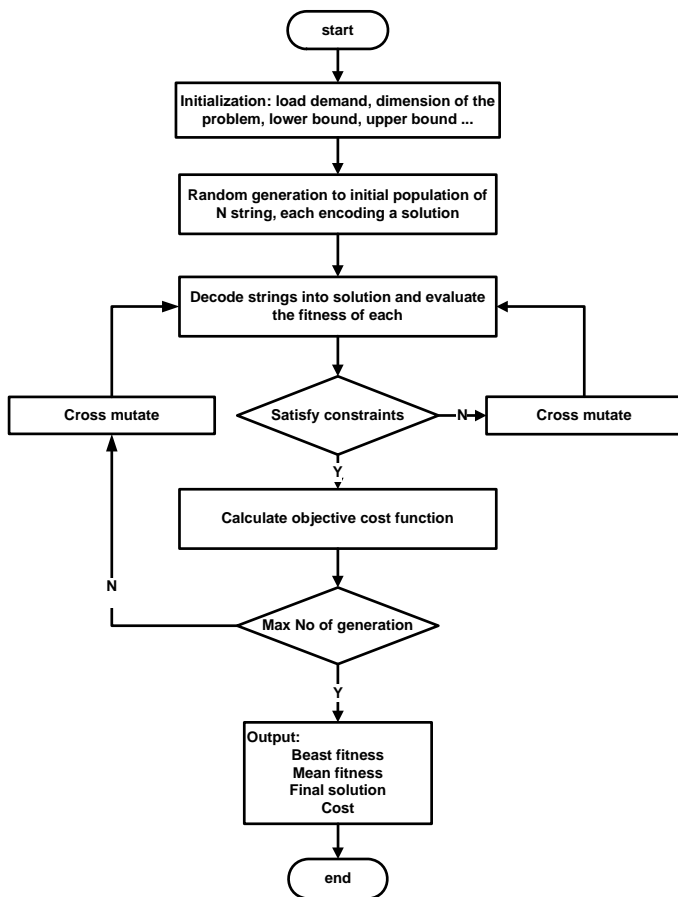 start
Initialization: load demand, dimension of the
problem, lower bound, upper bound ...
Random generation to initial population of
N string, each encoding a solution
Decode strings into solution and evaluate
the fitness of each
Cross mutate
Satisfy constraints
N
Cross mutate
Y
Calculate objective cost function
N
Max No of generation
Y
Output:
Beast fitness
Mean fitness
Final solution
Cost
end